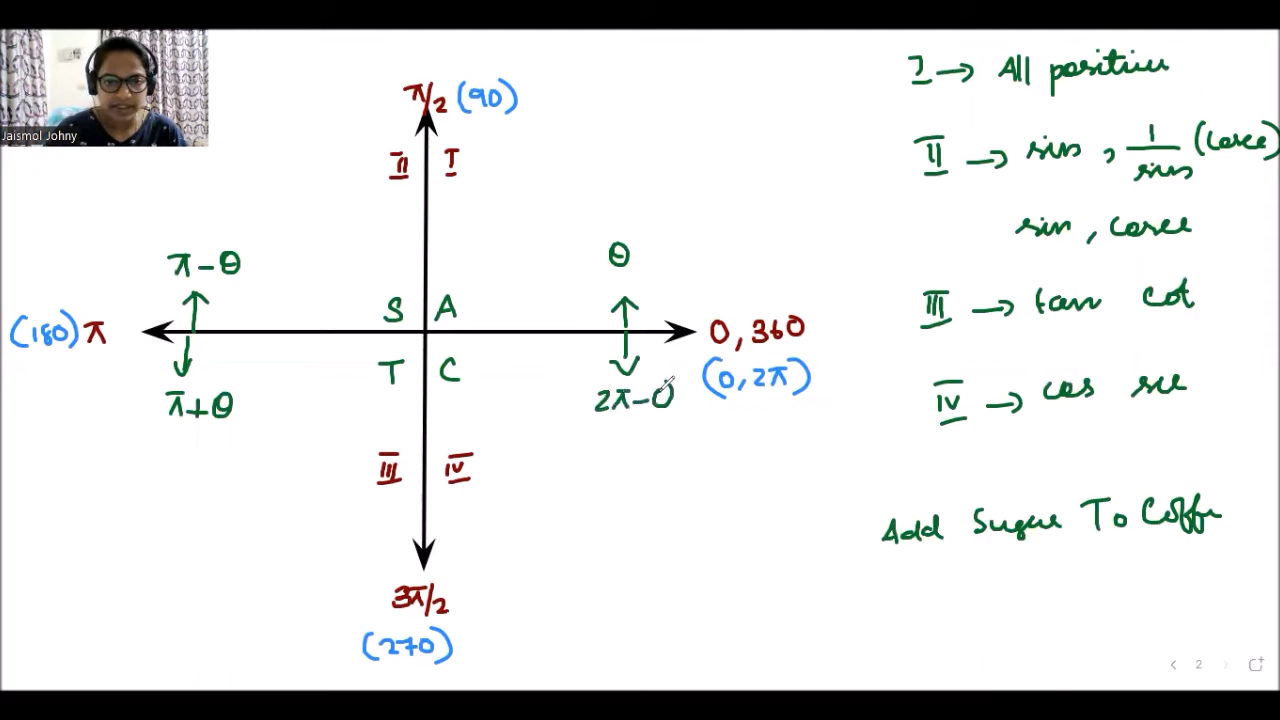 Jaismol Johny
π/2 (90)
II I
π-θ
θ
S A
(180) π
0, 360
T C
(0, 2π)
π+θ
2π-θ
III IV
3π/2
(270)
I → All positive
II → sin, 1/sin (cosec)
sin, cosec
III → tan cot
IV → cos sec
Add Sugar To Coffee
2